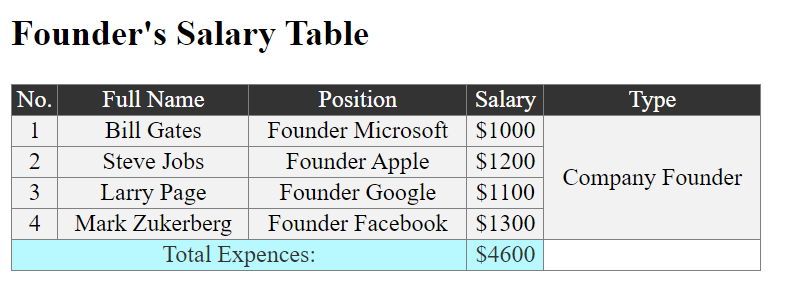 Founder's Salary Table
No. Full Name Position Salary Type
1 Bill Gates Founder Microsoft $1000 Company Founder
2 Steve Jobs Founder Apple $1200
3 Larry Page Founder Google $1100
4 Mark Zukerberg Founder Facebook $1300
Total Expences: $4600